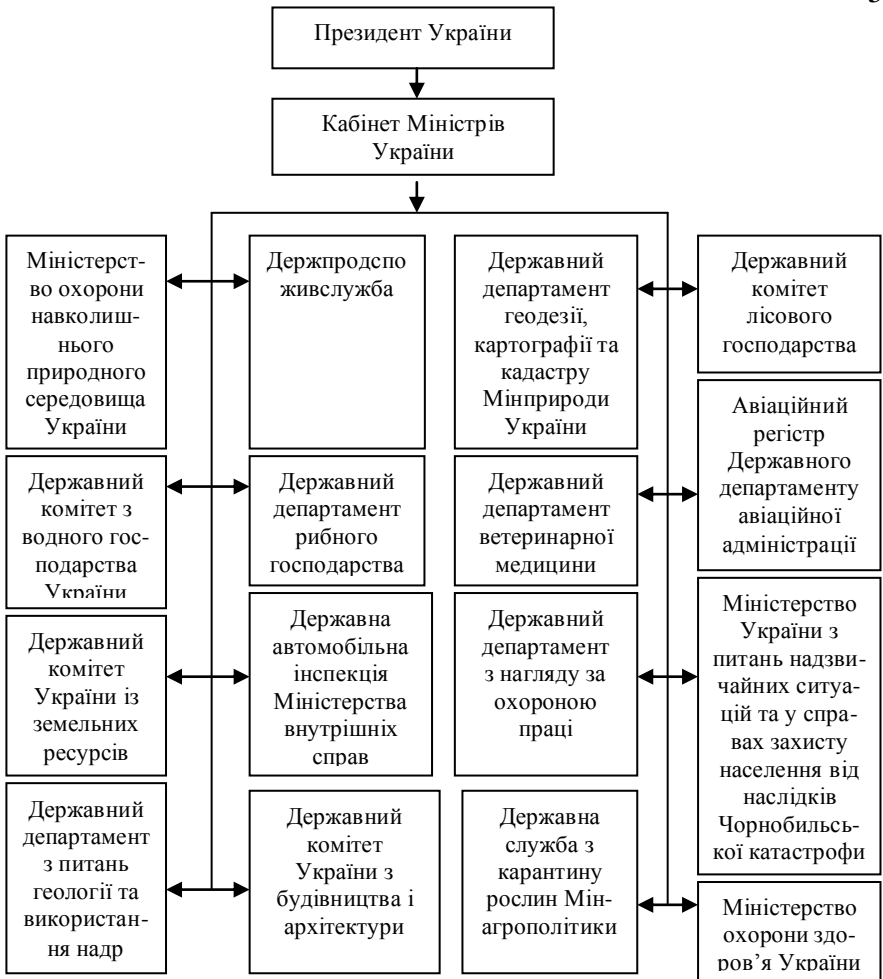 Президент України
Кабінет Міністрів
України
Міністерст-
во охорони
навколиш-
нього
природного
середовища
України
Держпродспо
живслужба
Державний
департамент
геодезії,
картографії та
кадастру
Мінприроди
України
Державний
комітет
лісового
господарства
Державний
комітет з
водного гос-
подарства
України
Державний
департамент
рибного
господарства
Державний
департамент
ветеринарної
медицини
Авіаційний
регістр
Державного
департаменту
авіаційної
адміністрації
Державний
комітет
України із
земельних
ресурсів
Державна
автомобільна
інспекція
Міністерства
внутрішніх
справ
Державний
департамент
з нагляду за
охороною
праці
Міністерство
України з
питань надзви-
чайних ситуа-
цій та у спра-
вах захисту
населення від
наслідків
Чорнобильсь-
кої катастрофи
Державний
департамент
з питань
геології та
використан-
ня надр
Державний
комітет
України з
будівництва і
архітектури
Державна
служба з
карантину
рослин Мін-
агрополітики
Міністерство
охорони здо-
ров’я України